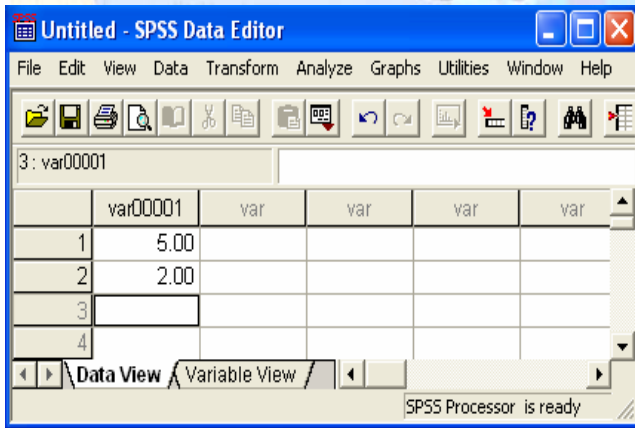 Untitled - SPSS Data Editor
File Edit View Data Transform Analyze Graphs Utilities Window Help
3 : var00001
var00001 var var var var
1 5.00
2 2.00
3
4
Data View Variable View
SPSS Processor is ready